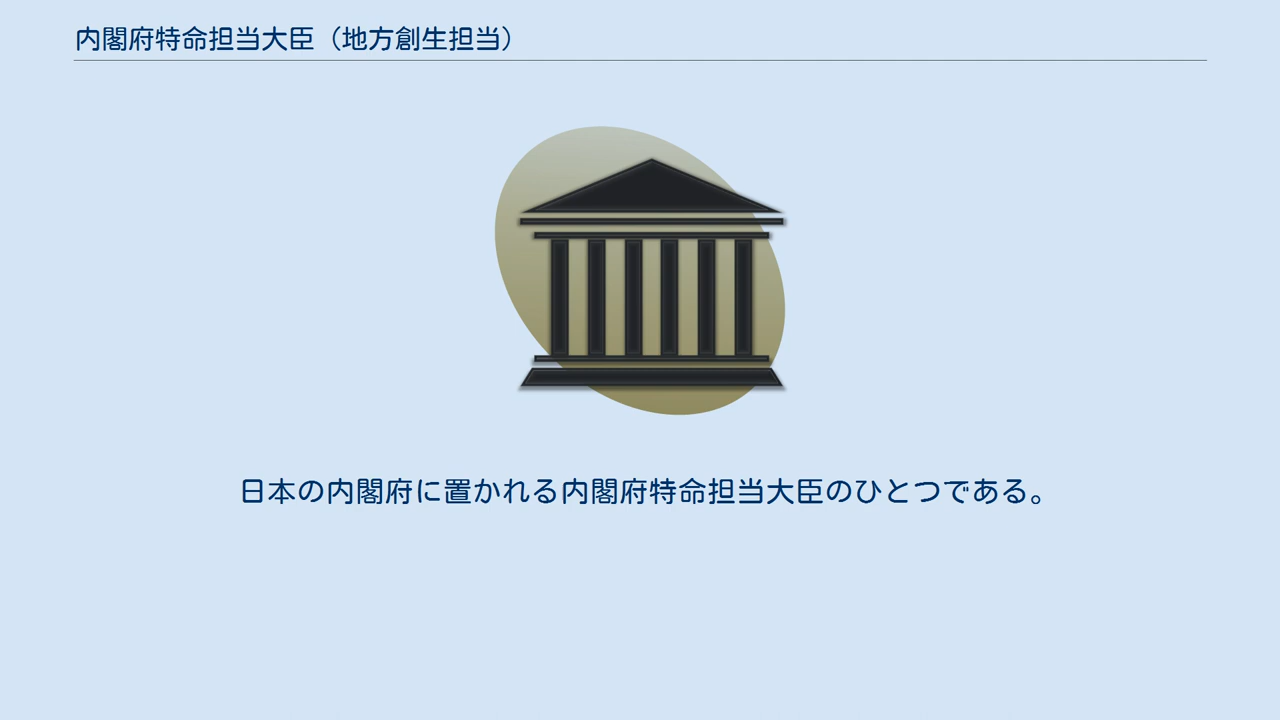 内閣府特命担当大臣（地方創生担当）
日本の内閣府に置かれる内閣府特命担当大臣のひとつである。